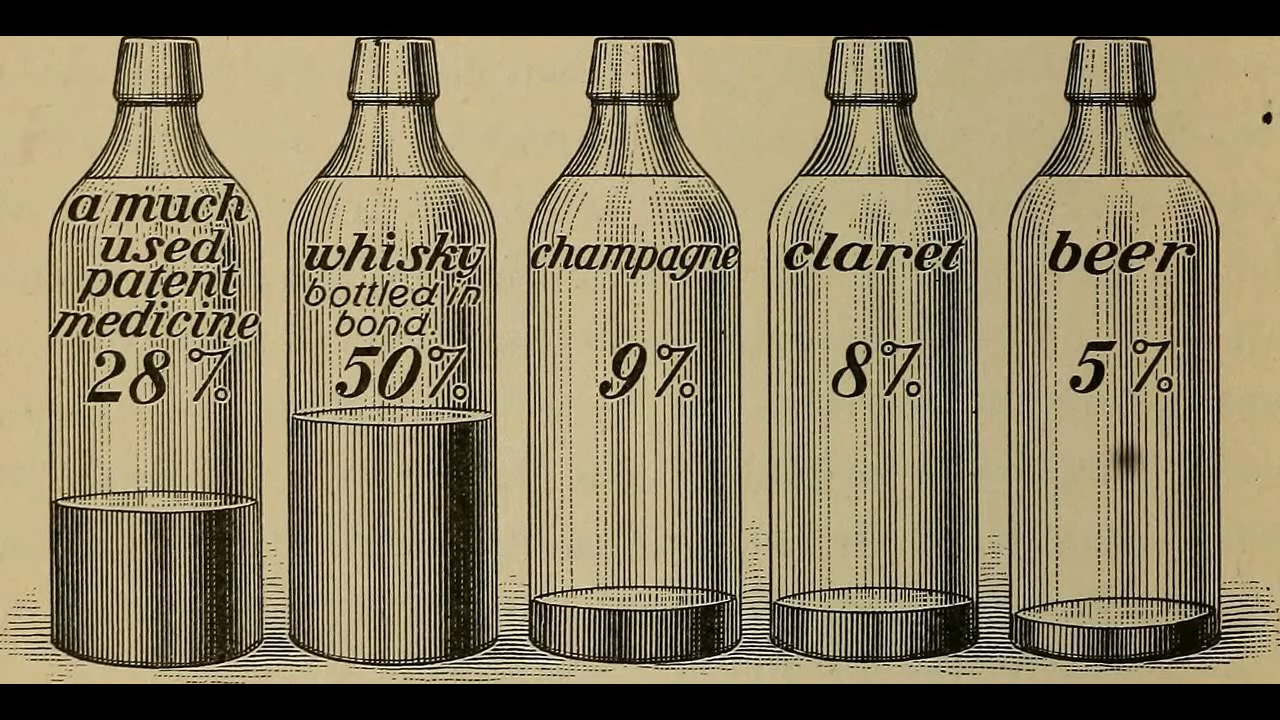 a much
used
patent
medicine
28%
whisky
bottled in
bond.
50%
champagne
9%
claret
8%
beer
5%